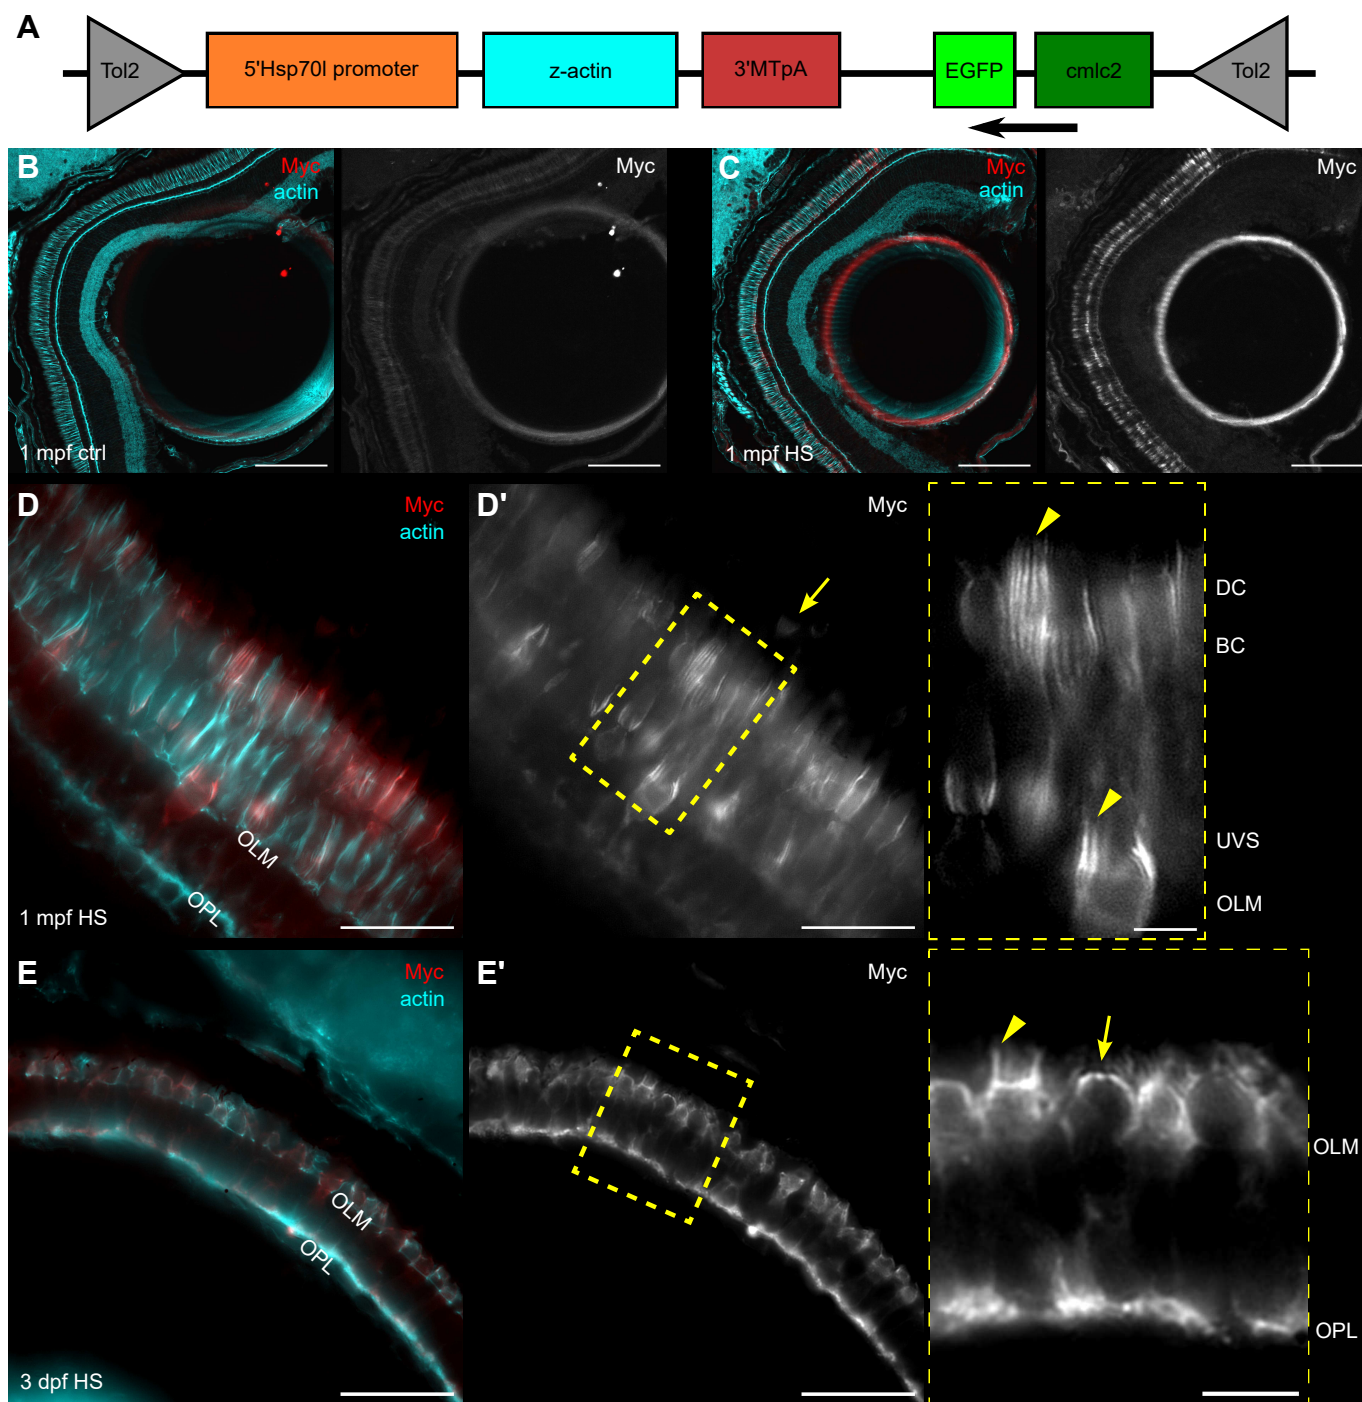 A
Tol2
5'Hsp70l promoter
z-actin
3'MTpA
EGFP
cmlc2
Tol2
B
Myc
actin
1 mpf ctrl
Myc
C
Myc
actin
1 mpf HS
Myc
D
Myc
actin
OLM
OPL
1 mpf HS
D'
Myc
DC
BC
UVS
OLM
E
Myc
actin
OLM
OPL
3 dpf HS
E'
Myc
OLM
OPL